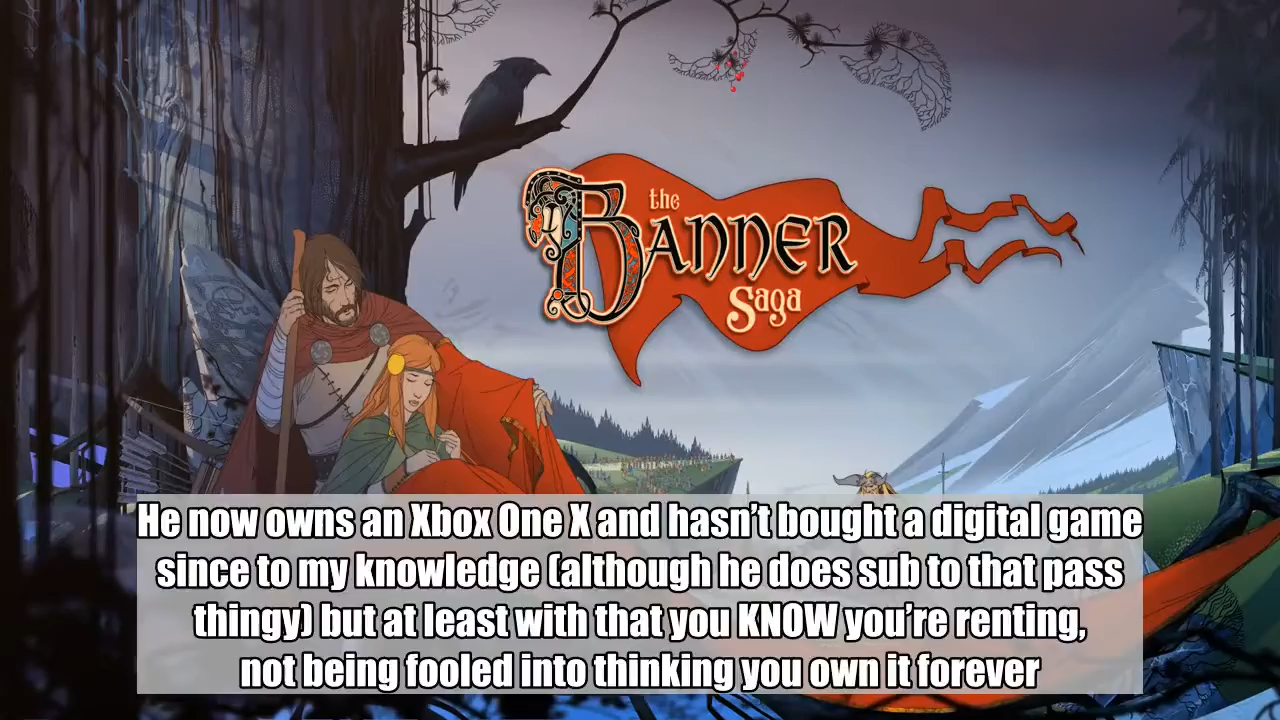 the
BANNER
Saga
He now owns an Xbox One X and hasn’t bought a digital game
since to my knowledge (although he does sub to that pass
thingy) but at least with that you KNOW you’re renting,
not being fooled into thinking you own it forever